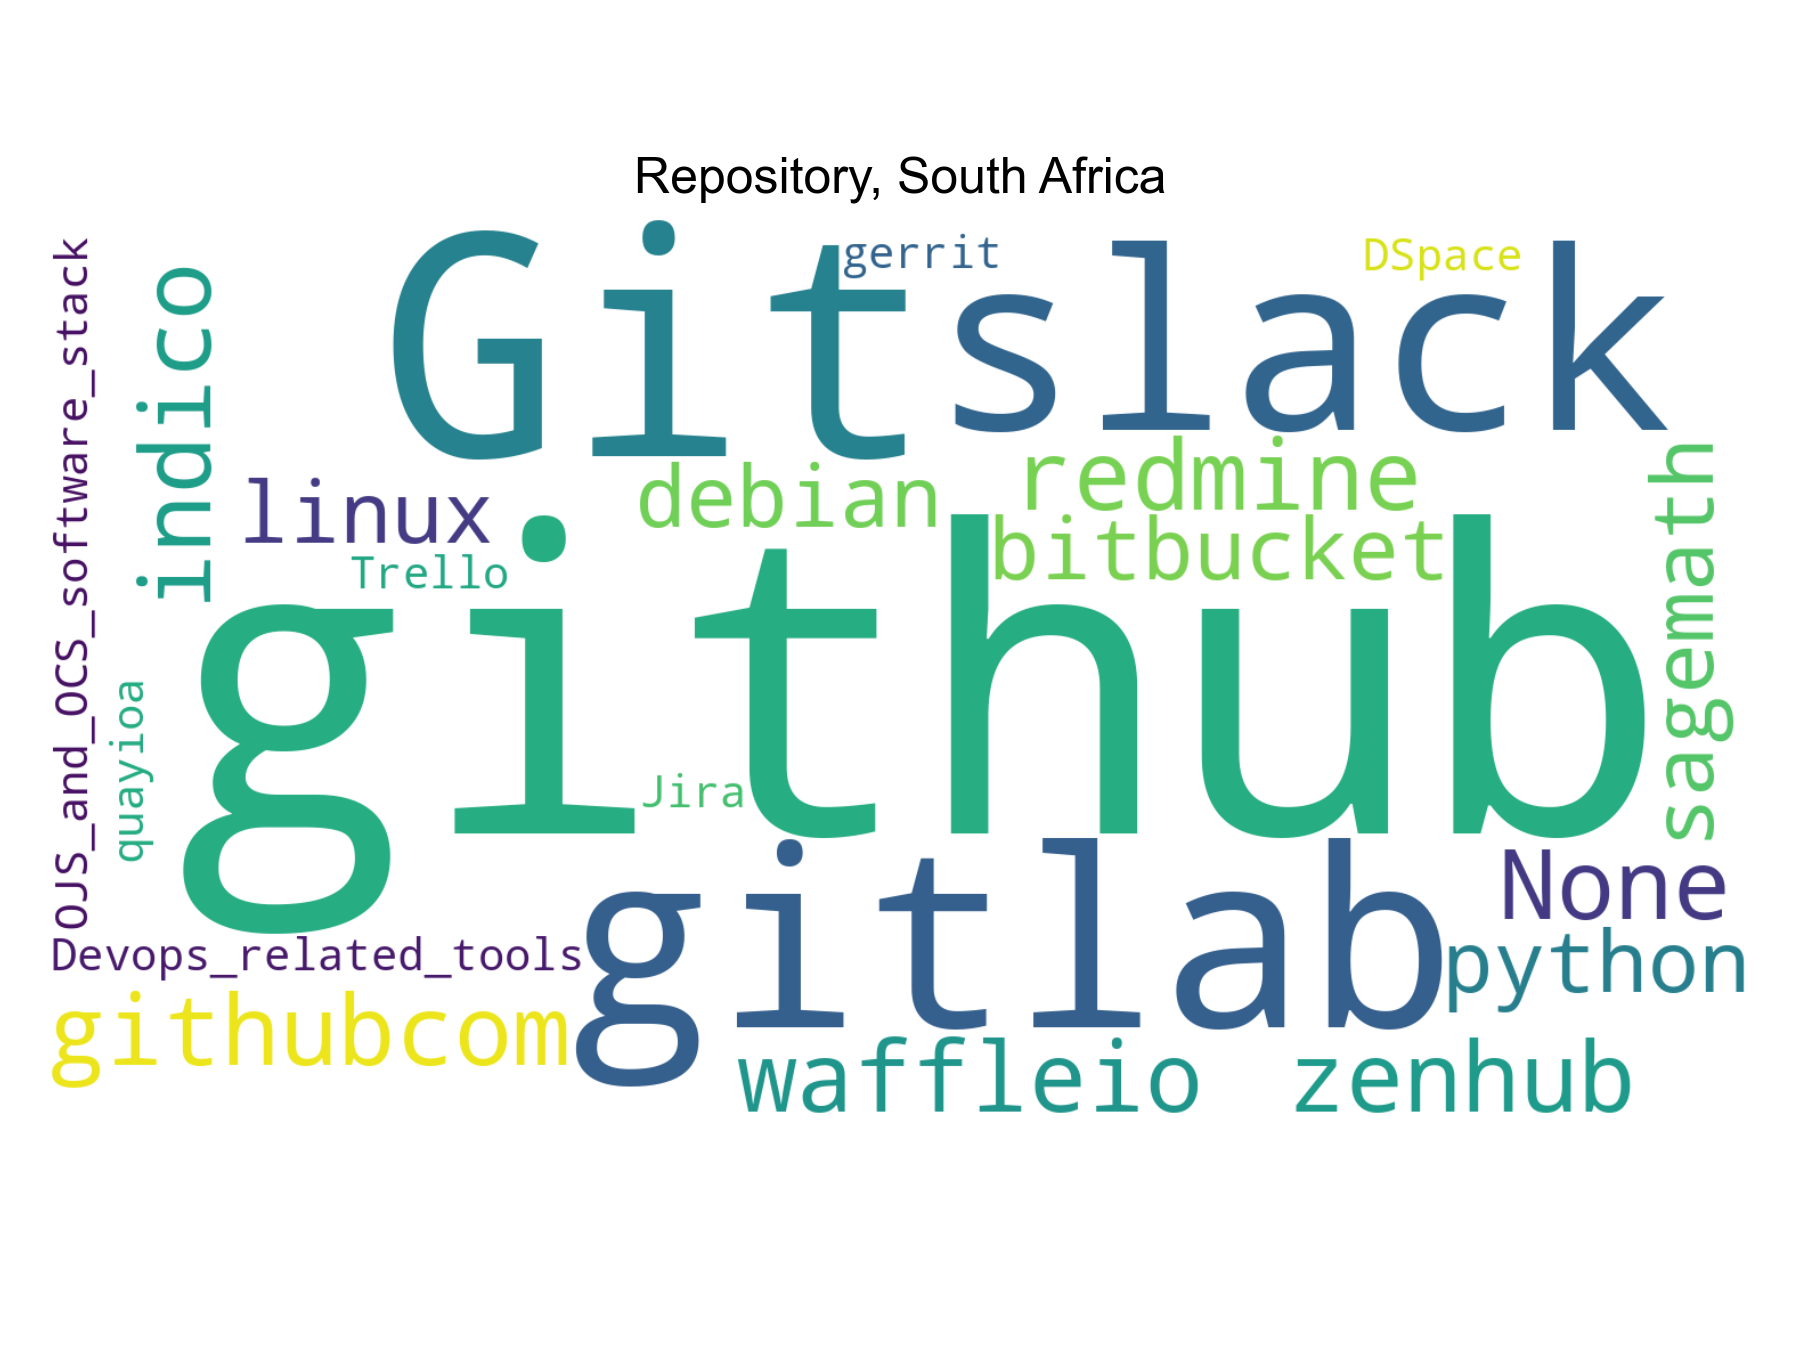 Repository, South Africa
Git
slack
gerrit
DSpace
OJS_and_OCS_software_stack
indico
linux
debian
redmine
bitbucket
Trello
github
sagemath
quayioa
Jira
gitlab
None
python
Devops_related_tools
githubcom
waffleio
zenhub